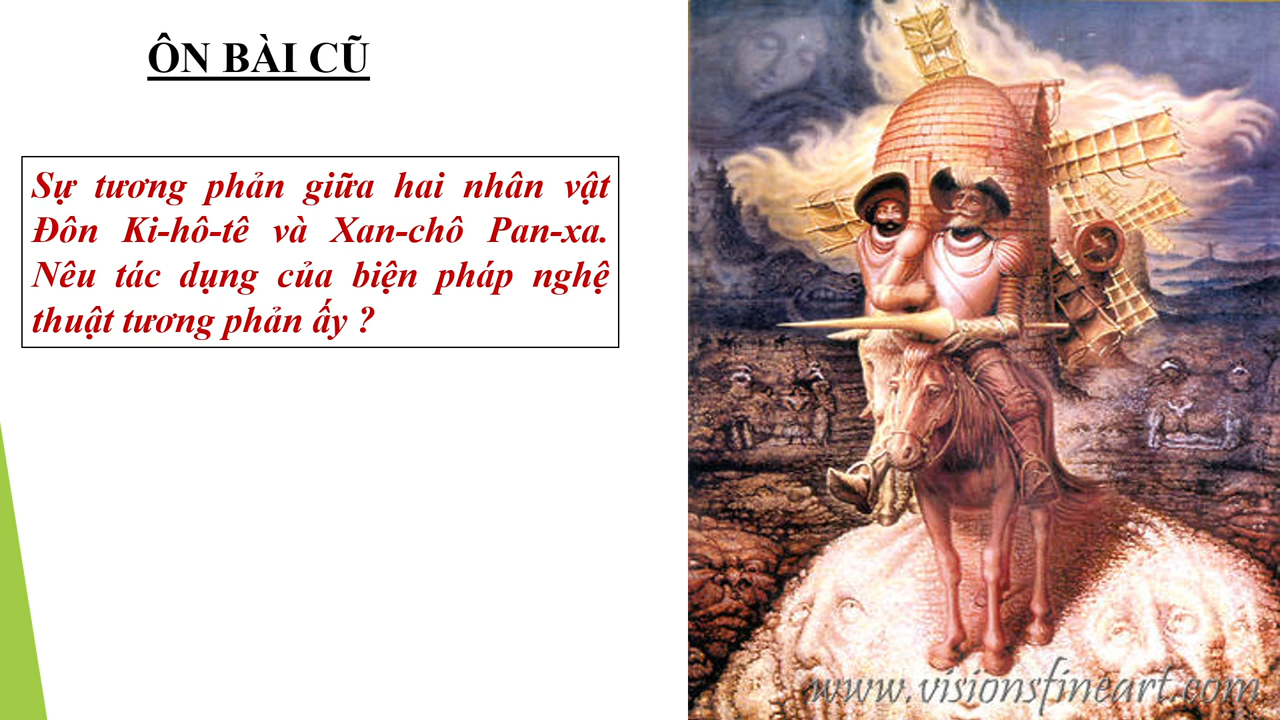 ÔN BÀI CŨ
Sự tương phản giữa hai nhân vật
Đôn Ki-hô-tê và Xan-chô Pan-xa.
Nêu tác dụng của biện pháp nghệ
thuật tương phản ấy ?
www.visionsfineart.com